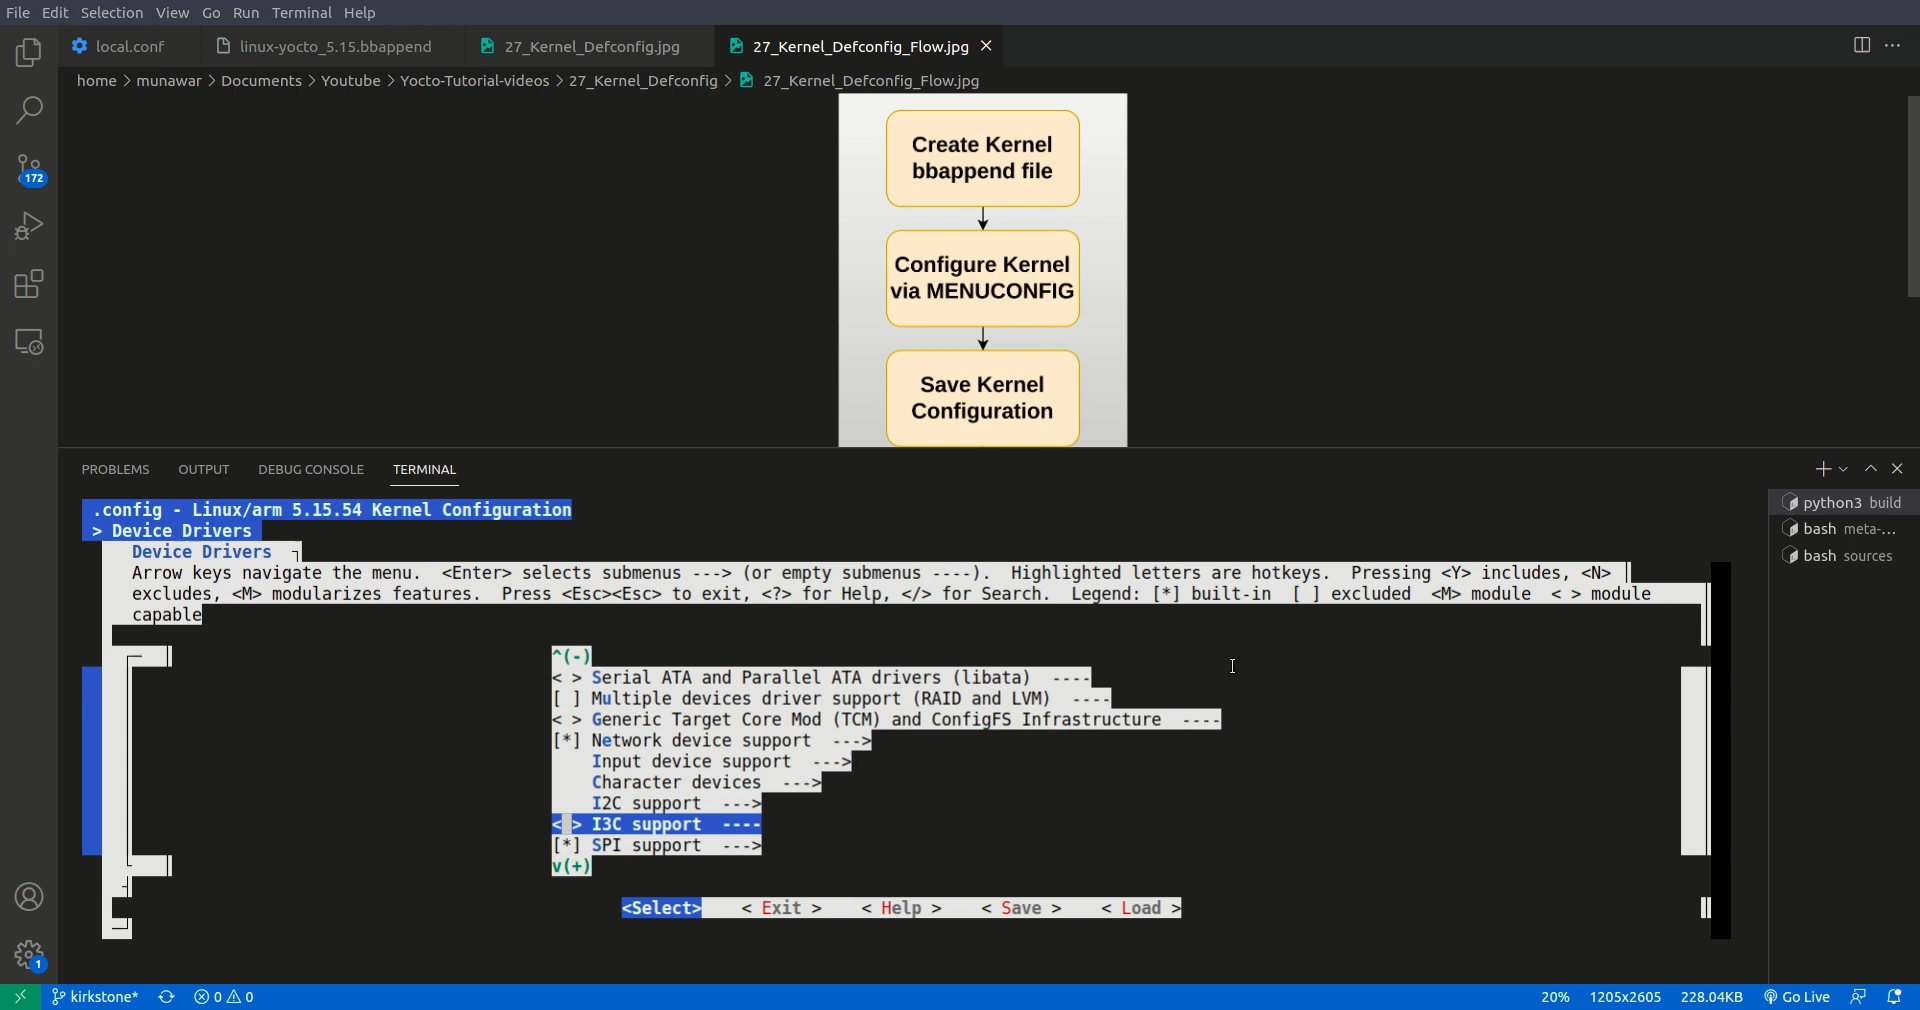 File Edit Selection View Go Run Terminal Help
local.conf linux-yocto_5.15.bbappend 27_Kernel_Defconfig.jpg 27_Kernel_Defconfig_Flow.jpg
home > munawar > Documents > Youtube > Yocto-Tutorial-videos > 27_Kernel_Defconfig > 27_Kernel_Defconfig_Flow.jpg
172
Create Kernel
bbappend file
Configure Kernel
via MENUCONFIG
Save Kernel
Configuration
PROBLEMS OUTPUT DEBUG CONSOLE TERMINAL
python3 build
bash meta-...
bash sources
.config - Linux/arm 5.15.54 Kernel Configuration
> Device Drivers
Device Drivers
Arrow keys navigate the menu. <Enter> selects submenus ---> (or empty submenus ----). Highlighted letters are hotkeys. Pressing <Y> includes, <N>
excludes, <M> modularizes features. Press <Esc><Esc> to exit, <?> for Help, </> for Search. Legend: [*] built-in [ ] excluded <M> module < > module
capable
^(-)
< > Serial ATA and Parallel ATA drivers (libata) ----
[ ] Multiple devices driver support (RAID and LVM) ----
< > Generic Target Core Mod (TCM) and ConfigFS Infrastructure ----
[*] Network device support --->
Input device support --->
Character devices --->
I2C support --->
< > I3C support ----
[*] SPI support --->
v(+)
<Select> < Exit > < Help > < Save > < Load >
1
kirkstone* 0 0 20% 1205x2605 228.04KB Go Live